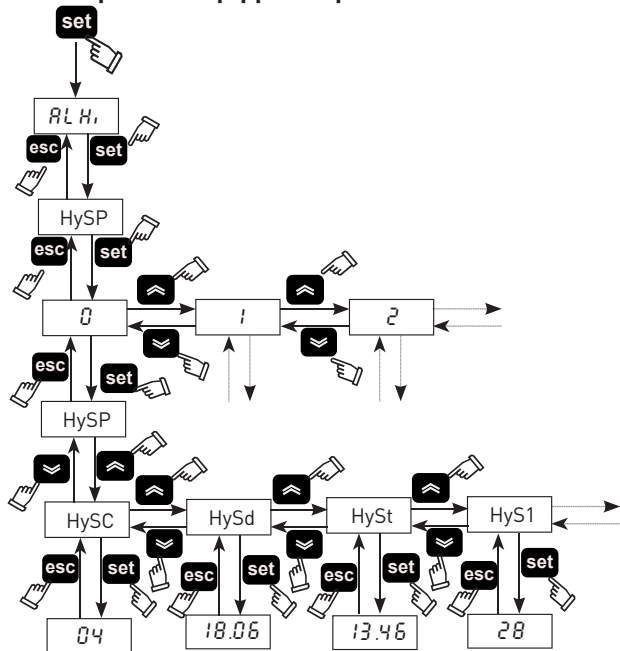 set
ALHi
esc set
HySP
esc set
0 1 2
esc set
HySP
HySC HySd HySt HyS1
esc set esc set esc set esc set
04 18.06 13.46 28